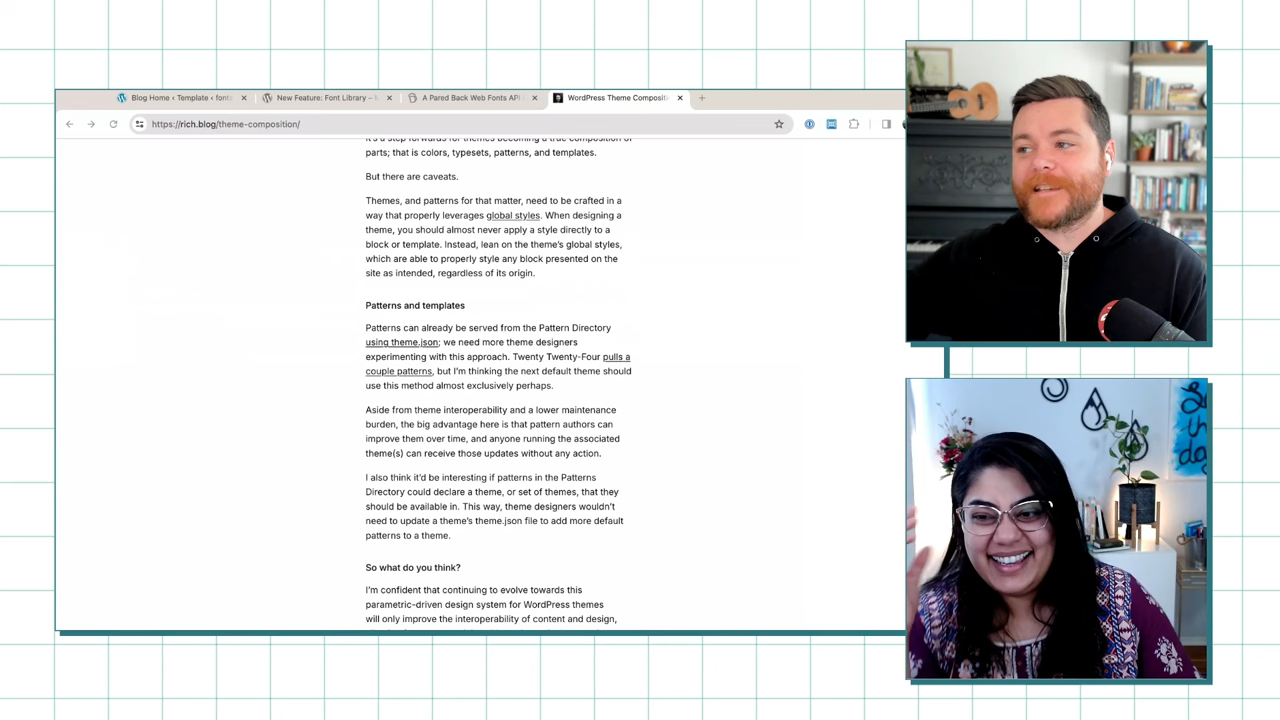 Blog Home ‹ Template ‹ fonts
New Feature: Font Library –
A Pared Back Web Fonts API
WordPress Theme Compositi
https://rich.blog/theme-composition/
it's a step forwards for themes becoming a true composition of
parts; that is colors, typesets, patterns, and templates.
But there are caveats.
Themes, and patterns for that matter, need to be crafted in a
way that properly leverages global styles. When designing a
theme, you should almost never apply a style directly to a
block or template. Instead, lean on the theme's global styles,
which are able to properly style any block presented on the
site as intended, regardless of its origin.
Patterns and templates
Patterns can already be served from the Pattern Directory
using theme.json; we need more theme designers
experimenting with this approach. Twenty Twenty-Four pulls a
couple patterns, but I'm thinking the next default theme should
use this method almost exclusively perhaps.
Aside from theme interoperability and a lower maintenance
burden, the big advantage here is that pattern authors can
improve them over time, and anyone running the associated
theme(s) can receive those updates without any action.
I also think it'd be interesting if patterns in the Patterns
Directory could declare a theme, or set of themes, that they
should be available in. This way, theme designers wouldn't
need to update a theme's theme.json file to add more default
patterns to a theme.
So what do you think?
I'm confident that continuing to evolve towards this
parametric-driven design system for WordPress themes
will only improve the interoperability of content and design,